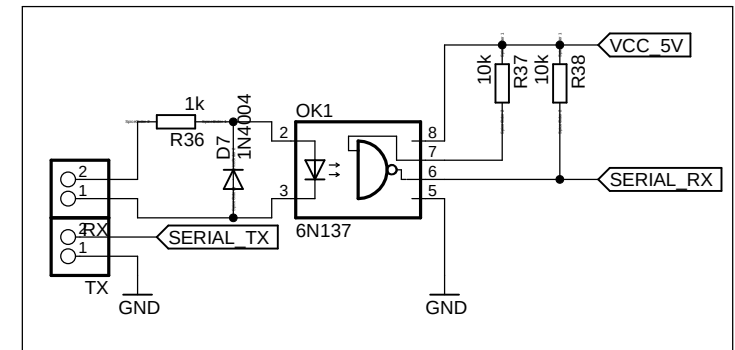 VCC_5V
10k
R37
10k
R38
1k
R36
D7
1N4004
OK1
2
3
8
7
6
5
6N137
2
1
RX
SERIAL_RX
2
1
TX
SERIAL_TX
GND
GND